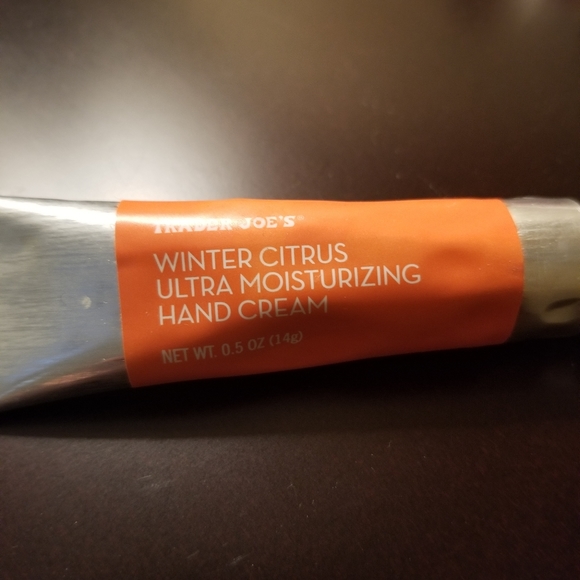 TRADER JOE'S®
WINTER CITRUS
ULTRA MOISTURIZING
HAND CREAM
NET WT. 0.5 OZ (14g)